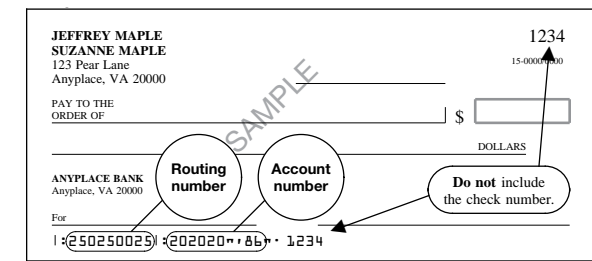 JEFFREY MAPLE
SUZANNE MAPLE
123 Pear Lane
Anyplace, VA 20000
1234
15-0000/0000
SAMPLE
PAY TO THE
ORDER OF
$
DOLLARS
ANYPLACE BANK
Anyplace, VA 20000
Routing
number
Account
number
Do not include
the check number.
For
|:250250025|:202020"'86"' 1234